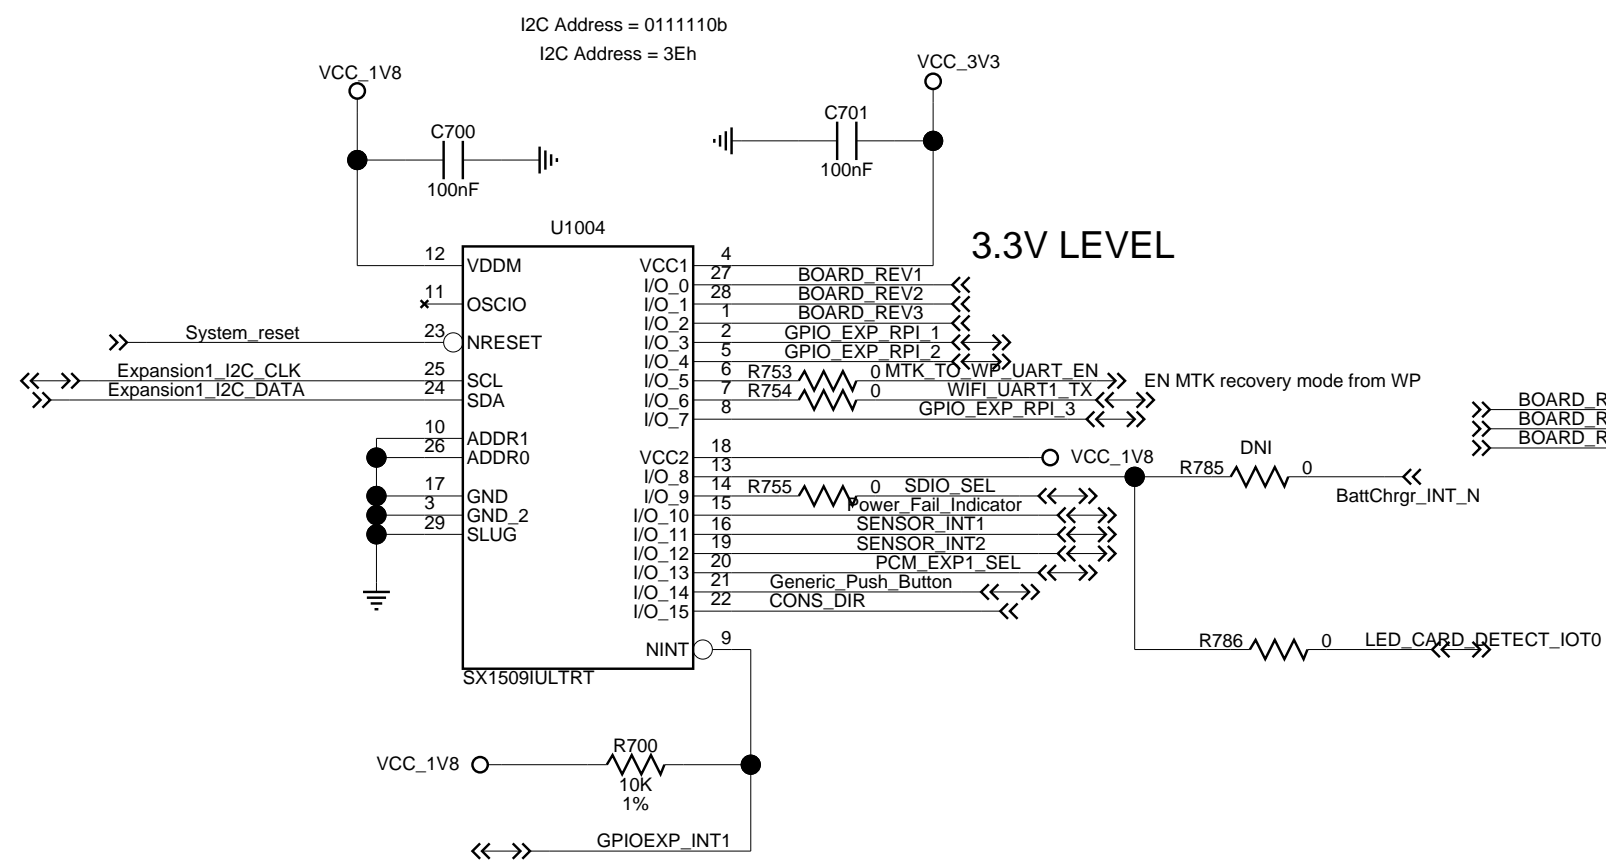 I2C Address = 0111110b
I2C Address = 3Eh
VCC_1V8
VCC_3V3
C700
100nF
C701
100nF
U1004
3.3V LEVEL
12 VDDM
11 OSCIO
System_reset 23 NRESET
Expansion1_I2C_CLK 25 SCL
Expansion1_I2C_DATA 24 SDA
10 ADDR1
26 ADDR0
17 GND
3 GND_2
29 SLUG
VCC1 4
I/O_0 27 BOARD_REV1
I/O_1 28 BOARD_REV2
I/O_2 1 BOARD_REV3
I/O_3 2 GPIO_EXP_RPI_1
I/O_4 5 GPIO_EXP_RPI_2
I/O_5 6 R753 0 MTK_TO_WP_UART_EN EN MTK recovery mode from WP
I/O_6 7 R754 0 WIFI_UART1_TX
I/O_7 8 GPIO_EXP_RPI_3
BOARD_R
BOARD_R
BOARD_R
VCC2 18 VCC_1V8
I/O_8 13 R785 DNI 0 BattChrgr_INT_N
I/O_9 14 R755 0 SDIO_SEL
I/O_10 15 Power_Fail_Indicator
I/O_11 16 SENSOR_INT1
I/O_12 19 SENSOR_INT2
I/O_13 20 PCM_EXP1_SEL
I/O_14 21 Generic_Push_Button
I/O_15 22 CONS_DIR
NINT 9
R786 0 LED_CARD_DETECT_IOT0
SX1509IULTRT
VCC_1V8 R700
10K
1%
GPIOEXP_INT1